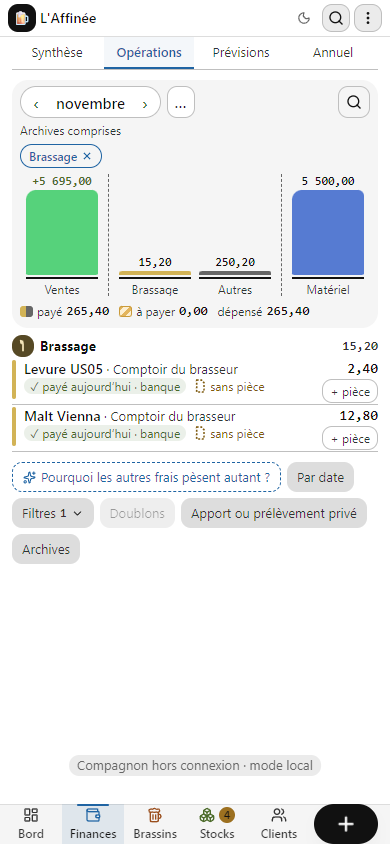 L'Affinée
Synthèse Opérations Prévisions Annuel
‹ novembre › ...
Archives comprises
Brassage ×
+5 695,00 5 500,00
15,20 250,20
Ventes Brassage Autres Matériel
payé 265,40 à payer 0,00 dépensé 265,40
Brassage 15,20
Levure US05 · Comptoir du brasseur 2,40
✓ payé aujourd'hui · banque sans pièce + pièce
Malt Vienna · Comptoir du brasseur 12,80
✓ payé aujourd'hui · banque sans pièce + pièce
Pourquoi les autres frais pèsent autant ? Par date
Filtres 1 Doublons Apport ou prélèvement privé
Archives
Compagnon hors connexion · mode local
4
Bord Finances Brassins Stocks Clients +